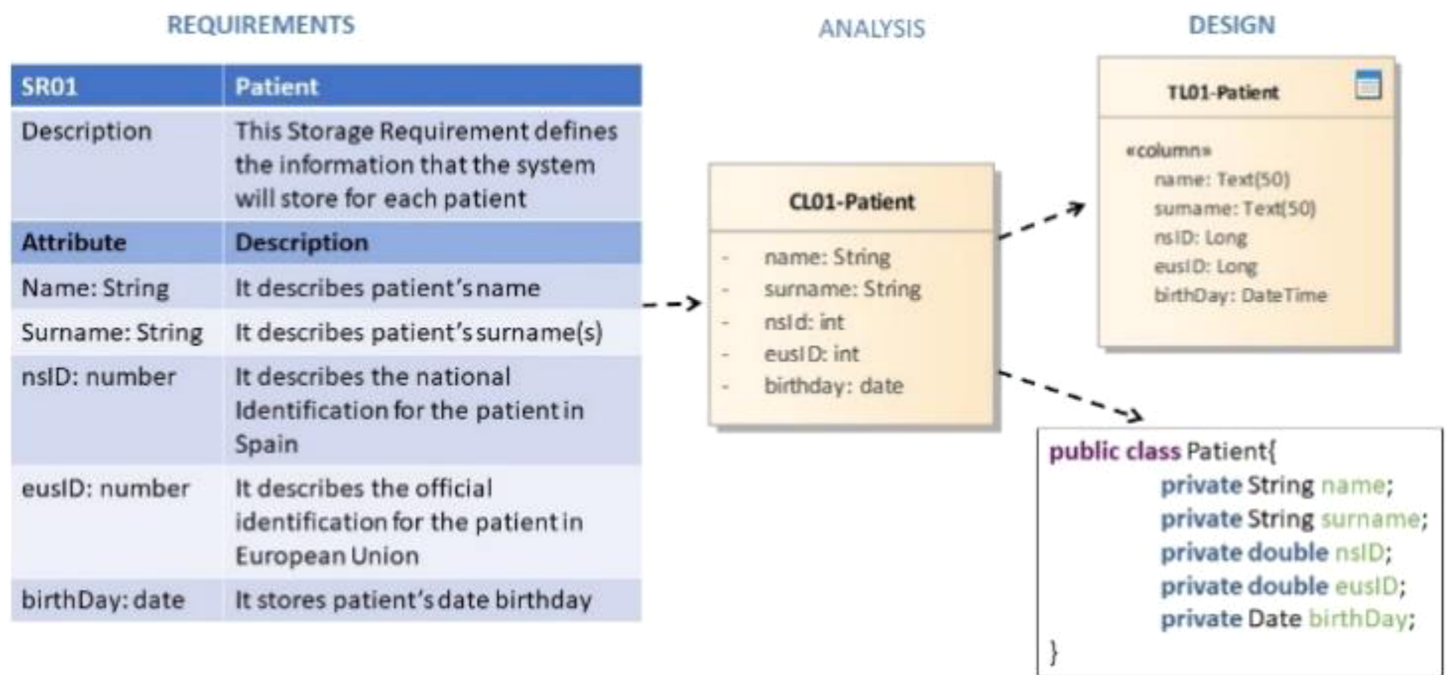 REQUIREMENTS
SR01 Patient
Description This Storage Requirement defines
the information that the system
will store for each patient
Attribute Description
Name: String It describes patient's name
Surname: String It describes patient's surname(s)
nsID: number It describes the national
Identification for the patient in
Spain
eusID: number It describes the official
identification for the patient in
European Union
birthDay: date It stores patient's date birthday
ANALYSIS
CL01-Patient
- name: String
- surname: String
- nsId: int
- eusID: int
- birthday: date
DESIGN
TL01-Patient
«column»
name: Text(50)
surname: Text(50)
nsID: Long
eusID: Long
birthDay: DateTime
public class Patient{
private String name;
private String surname;
private double nsID;
private double eusID;
private Date birthDay;
}